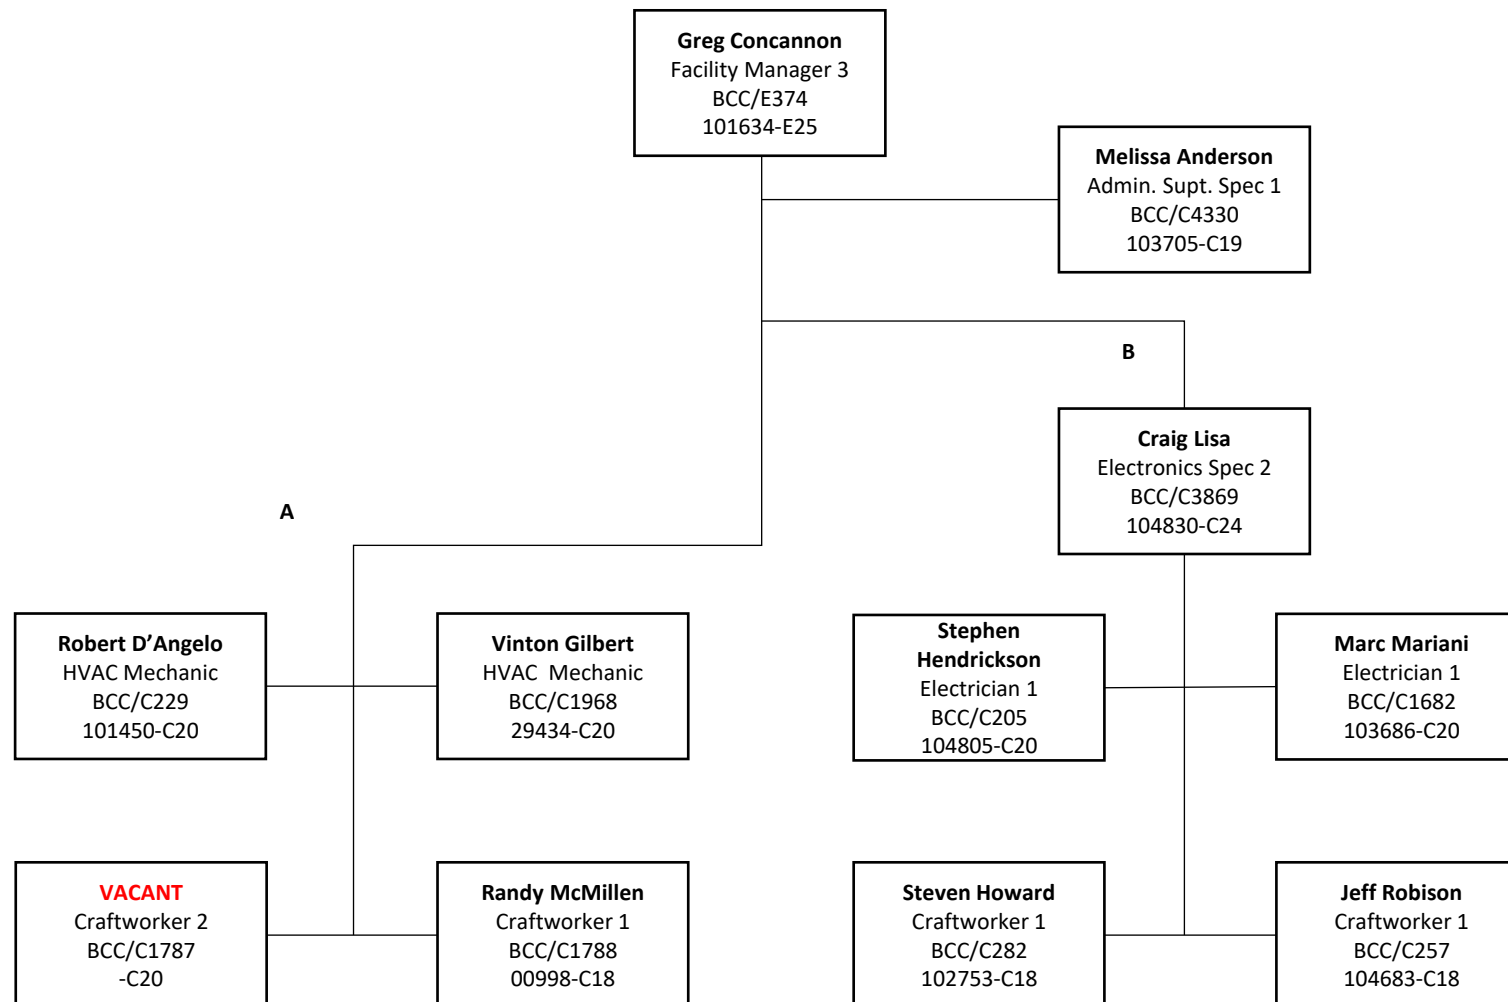 Greg Concannon
Facility Manager 3
BCC/E374
101634-E25
Melissa Anderson
Admin. Supt. Spec 1
BCC/C4330
103705-C19
B
Craig Lisa
Electronics Spec 2
BCC/C3869
104830-C24
A
Robert D’Angelo
HVAC Mechanic
BCC/C229
101450-C20
Vinton Gilbert
HVAC  Mechanic
BCC/C1968
29434-C20
Stephen
Hendrickson
Electrician 1
BCC/C205
104805-C20
Marc Mariani
Electrician 1
BCC/C1682
103686-C20
VACANT
Craftworker 2
BCC/C1787
-C20
Randy McMillen
Craftworker 1
BCC/C1788
00998-C18
Steven Howard
Craftworker 1
BCC/C282
102753-C18
Jeff Robison
Craftworker 1
BCC/C257
104683-C18